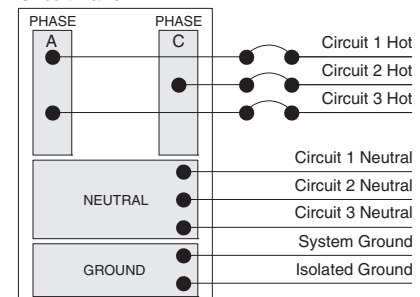 PHASE PHASE
A C
Circuit 1 Hot
Circuit 2 Hot
Circuit 3 Hot
Circuit 1 Neutral
Circuit 2 Neutral
NEUTRAL
Circuit 3 Neutral
System Ground
GROUND
Isolated Ground